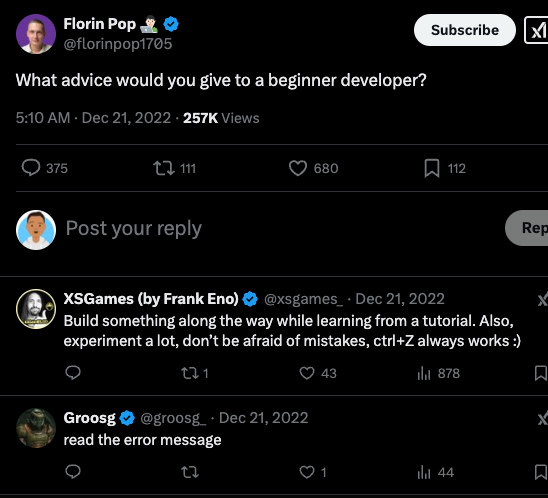 Florin Pop 👨🏻‍💻
@florinpop1705
Subscribe
What advice would you give to a beginner developer?
5:10 AM · Dec 21, 2022 · 257K Views
375 111 680 112
Post your reply
Rep
XSGames (by Frank Eno) @xsgames_ · Dec 21, 2022
Build something along the way while learning from a tutorial. Also,
experiment a lot, don’t be afraid of mistakes, ctrl+Z always works :)
1 43 878
Groosg @groosg_ · Dec 21, 2022
read the error message
1 44